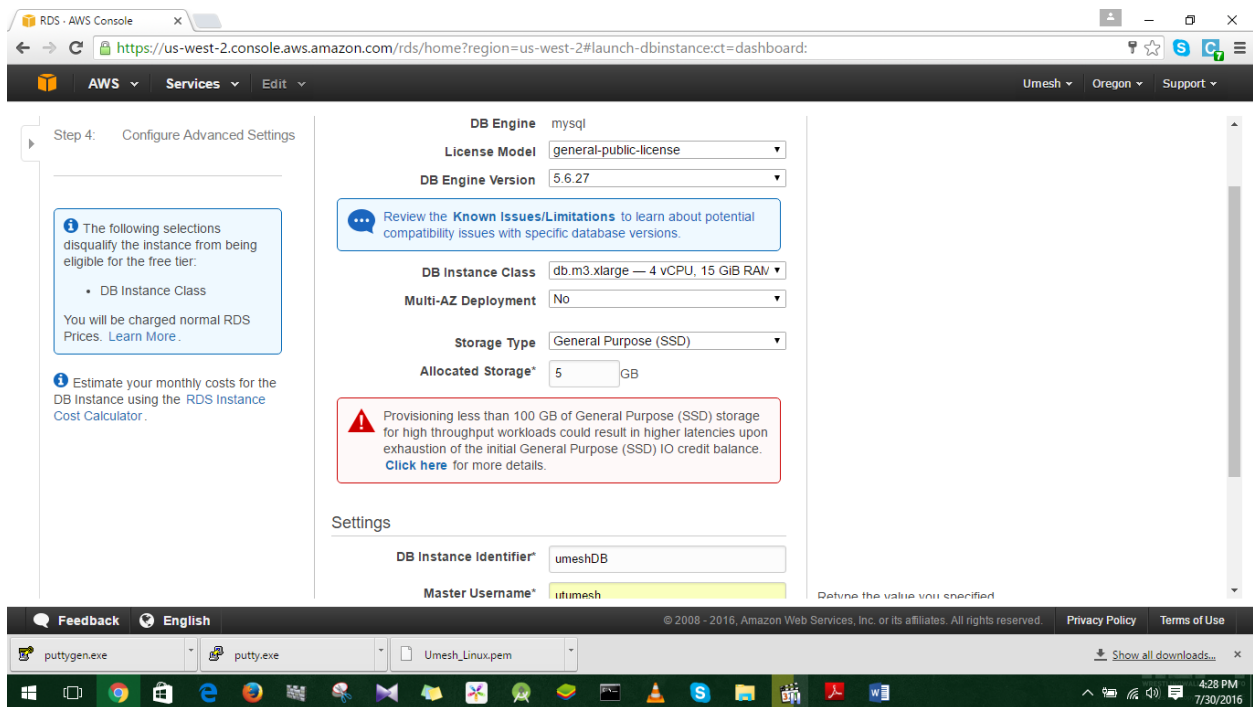 RDS - AWS Console
https://us-west-2.console.aws.amazon.com/rds/home?region=us-west-2#launch-dbinstance:ct=dashboard:
AWS Services Edit Umesh Oregon Support
Step 4: Configure Advanced Settings
The following selections
disqualify the instance from being
eligible for the free tier:
• DB Instance Class
You will be charged normal RDS
Prices. Learn More.
Estimate your monthly costs for the
DB Instance using the RDS Instance
Cost Calculator.
DB Engine mysql
License Model general-public-license
DB Engine Version 5.6.27
Review the Known Issues/Limitations to learn about potential
compatibility issues with specific database versions.
DB Instance Class db.m3.xlarge — 4 vCPU, 15 GiB RAM
Multi-AZ Deployment No
Storage Type General Purpose (SSD)
Allocated Storage* 5 GB
Provisioning less than 100 GB of General Purpose (SSD) storage
for high throughput workloads could result in higher latencies upon
exhaustion of the initial General Purpose (SSD) IO credit balance.
Click here for more details.
Settings
DB Instance Identifier* umeshDB
Master Username* utumesh
Retype the value you specified
Feedback English © 2008 - 2016, Amazon Web Services, Inc. or its affiliates. All rights reserved. Privacy Policy Terms of Use
puttygen.exe putty.exe Umesh_Linux.pem Show all downloads...
4:28 PM
7/30/2016